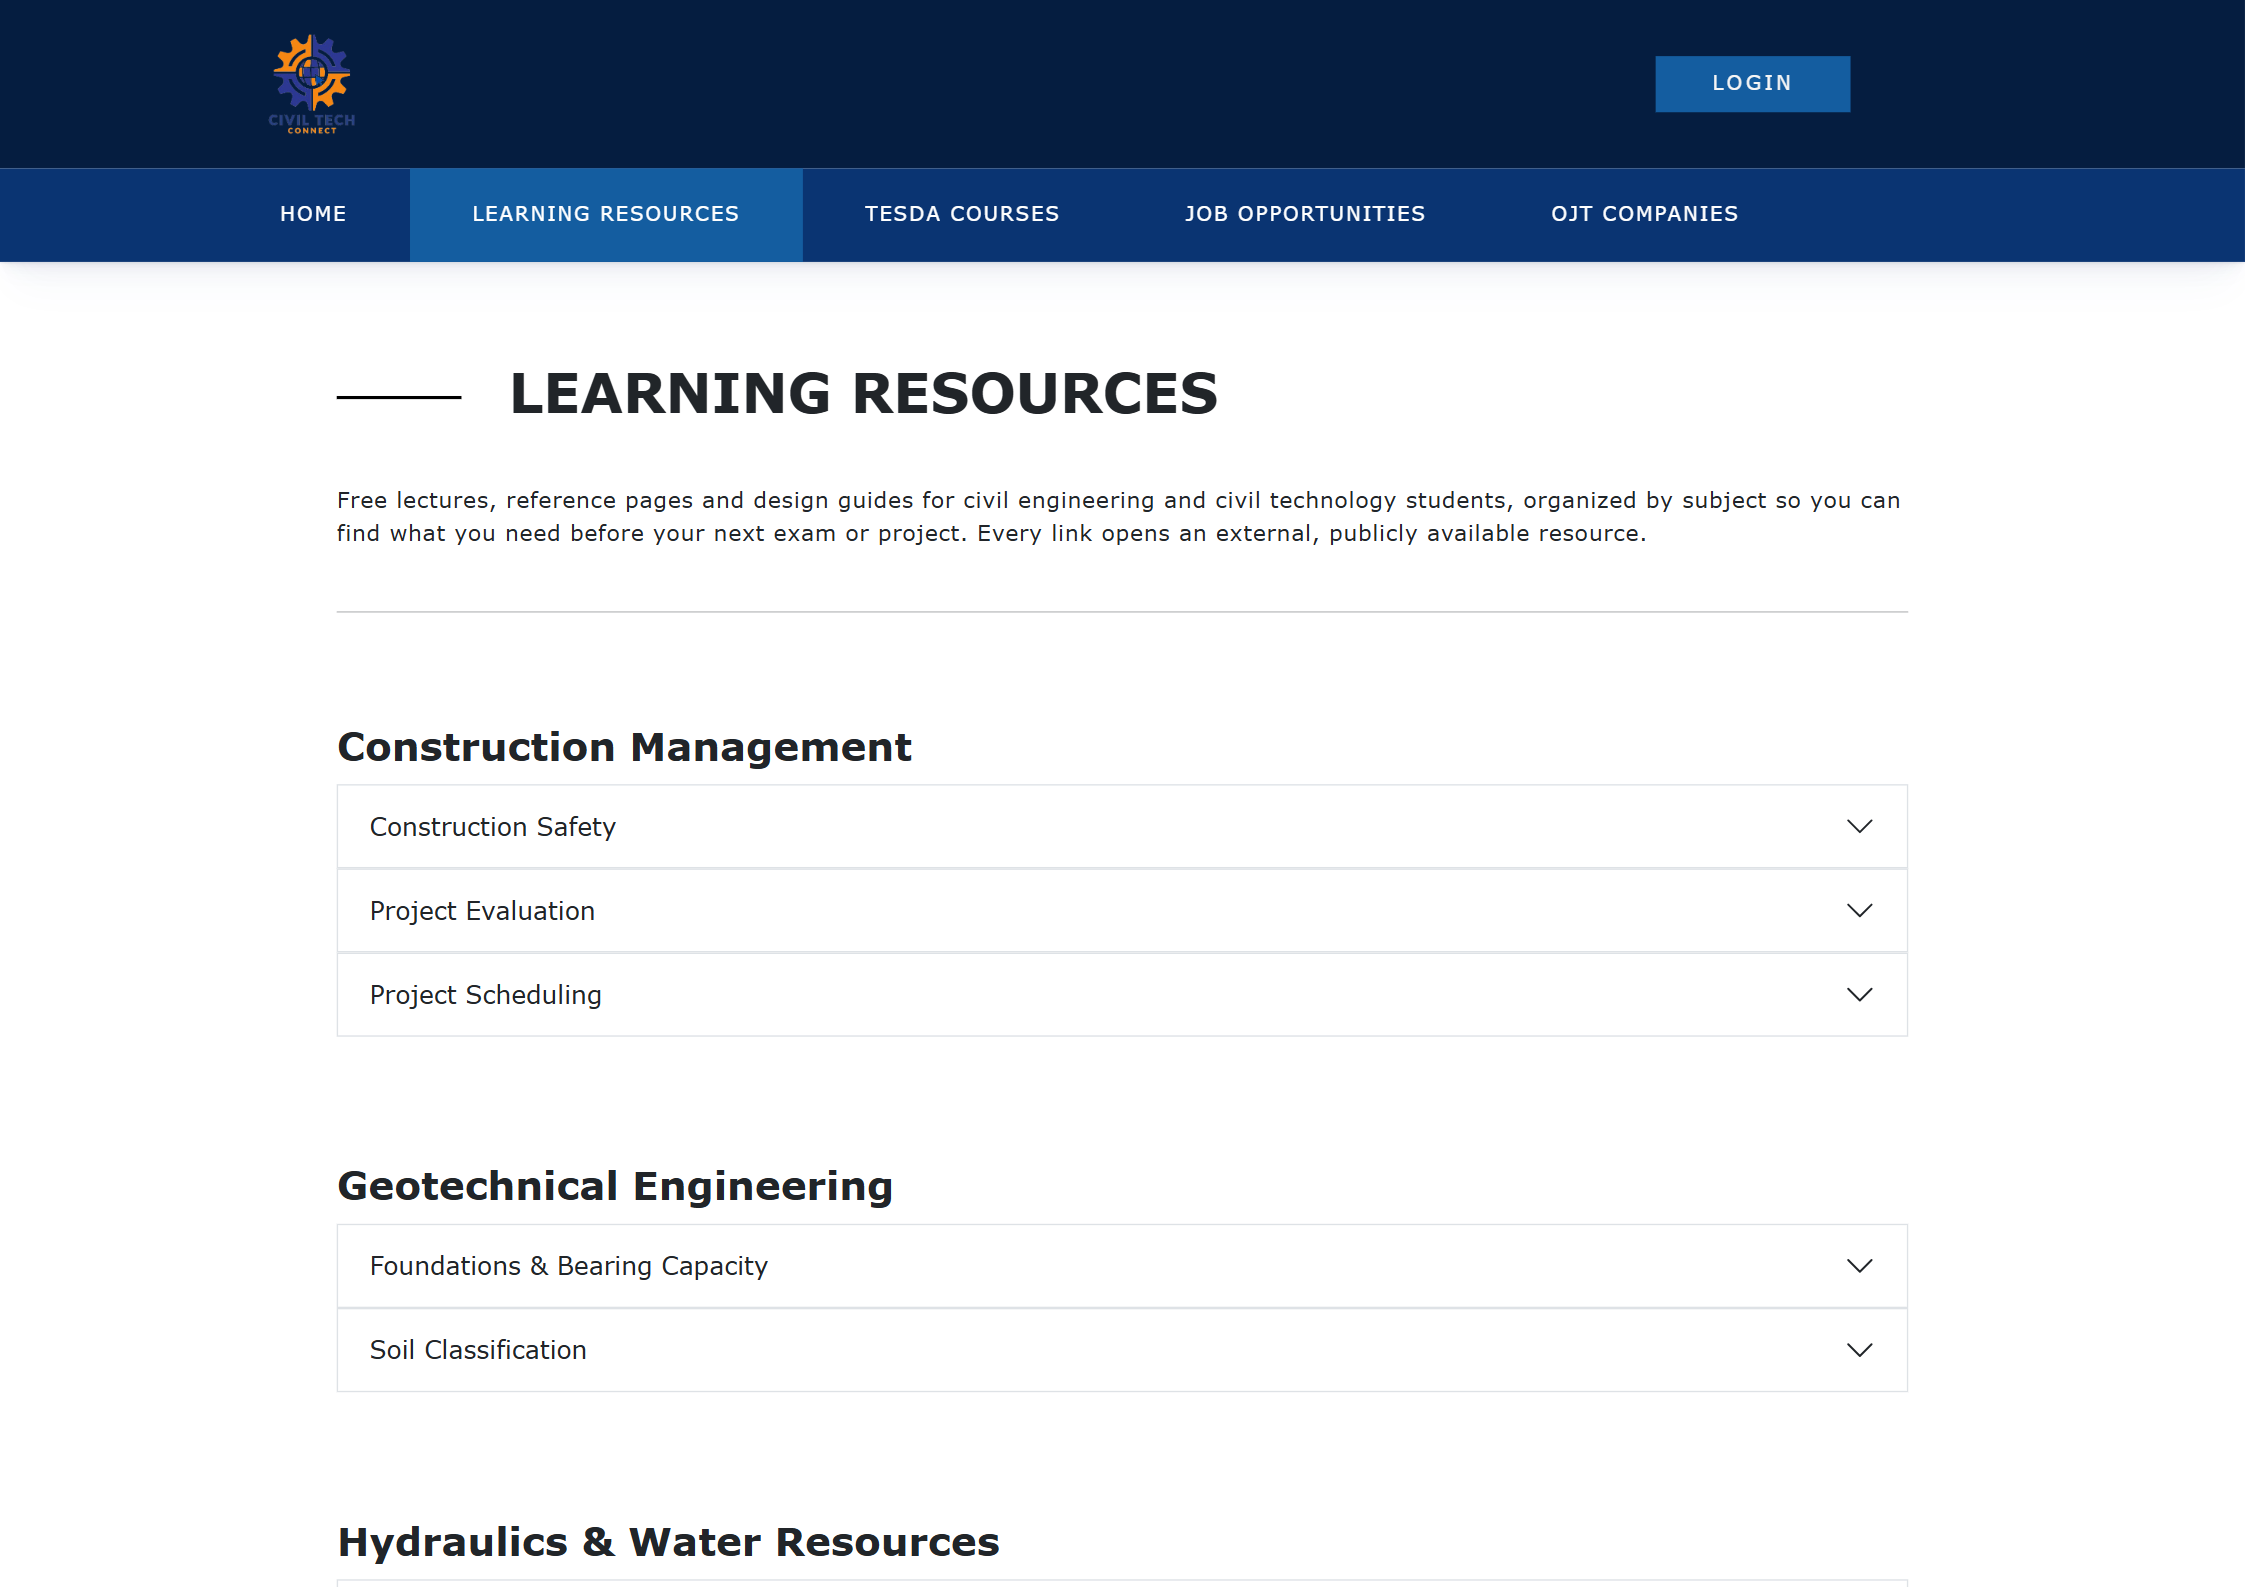 CIVIL TECH
CONNECT
LOGIN
HOME
LEARNING RESOURCES
TESDA COURSES
JOB OPPORTUNITIES
OJT COMPANIES
LEARNING RESOURCES
Free lectures, reference pages and design guides for civil engineering and civil technology students, organized by subject so you can
find what you need before your next exam or project. Every link opens an external, publicly available resource.
Construction Management
Construction Safety
Project Evaluation
Project Scheduling
Geotechnical Engineering
Foundations & Bearing Capacity
Soil Classification
Hydraulics & Water Resources